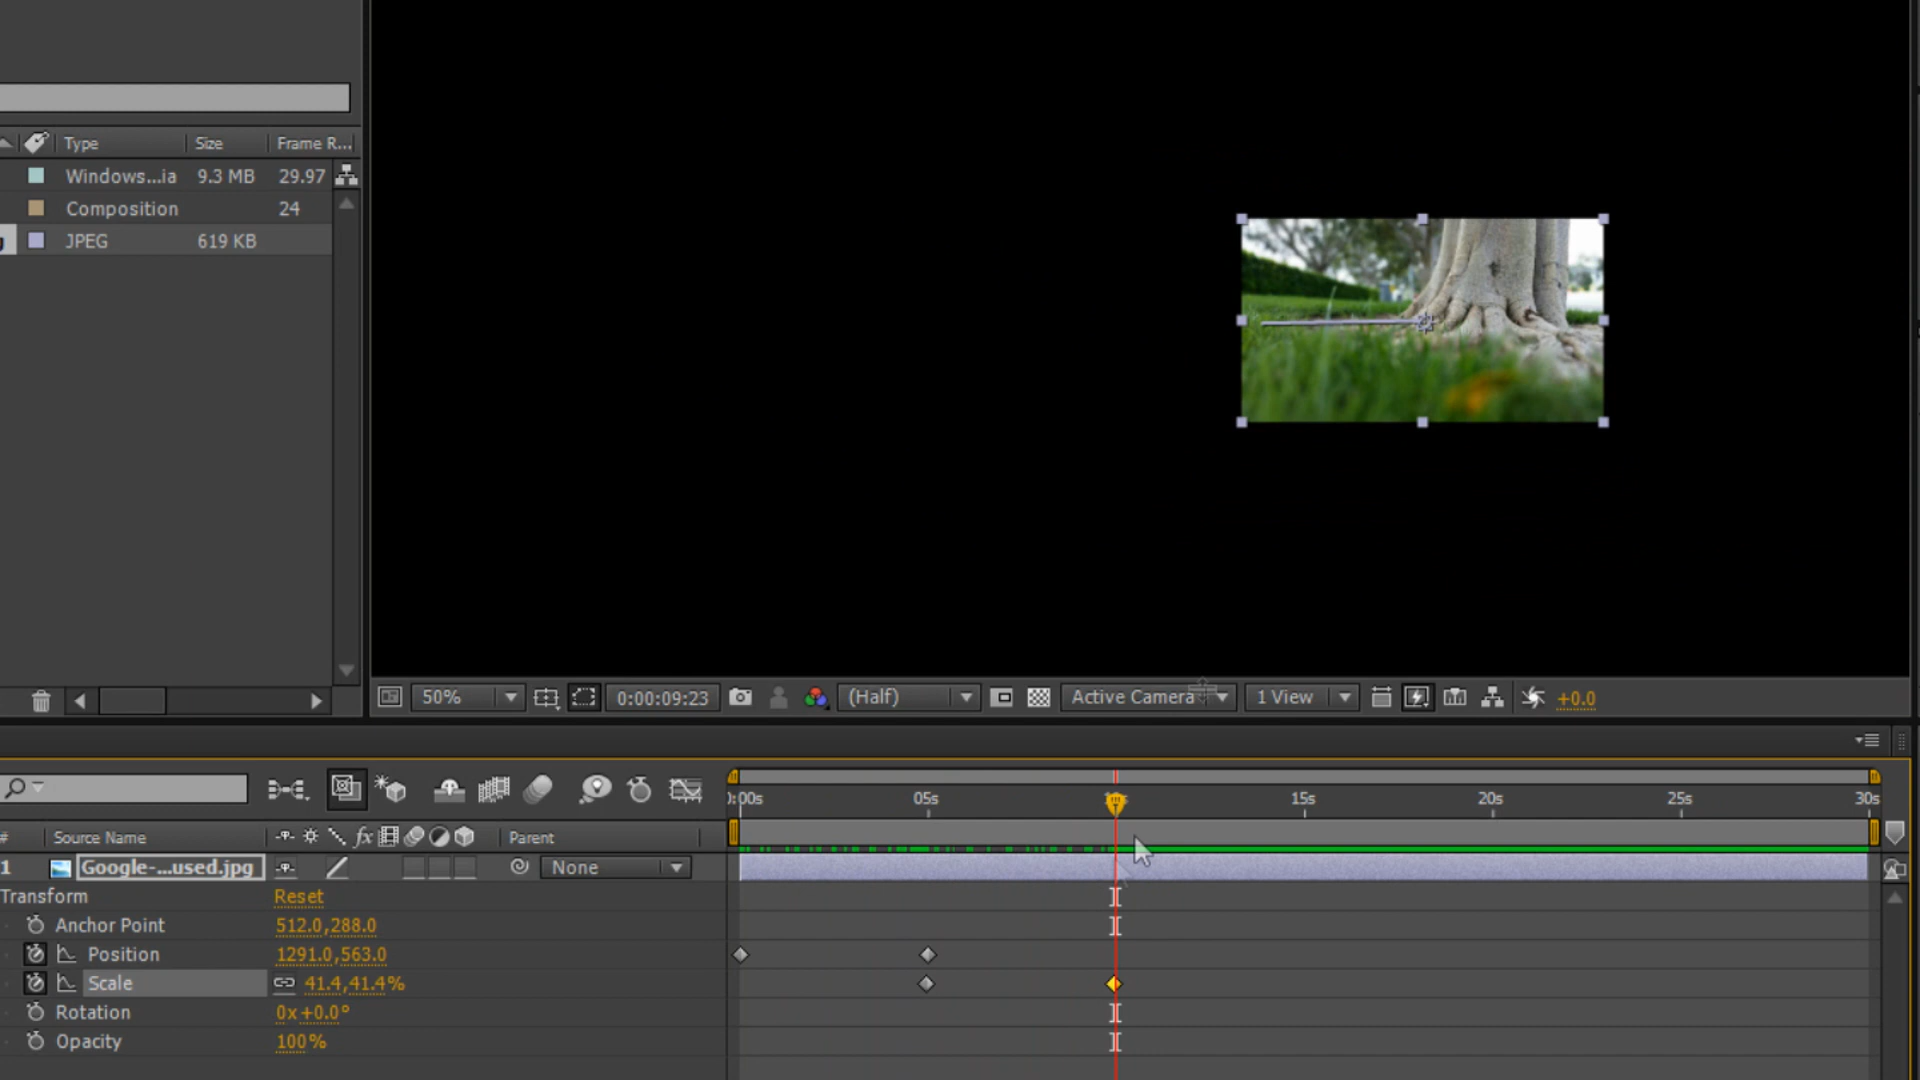 Type Size Frame R...
Windows...ia 9.3 MB 29.97
Composition 24
JPEG 619 KB
50% 0:00:09:23 (Half) Active Camera 1 View +0.0
0:00s 05s 15s 20s 25s 30s
# Source Name fx Parent
1 Google-...used.jpg None
Transform Reset
Anchor Point 512.0,288.0
Position 1291.0,563.0
Scale 41.4,41.4%
Rotation 0x+0.0°
Opacity 100%